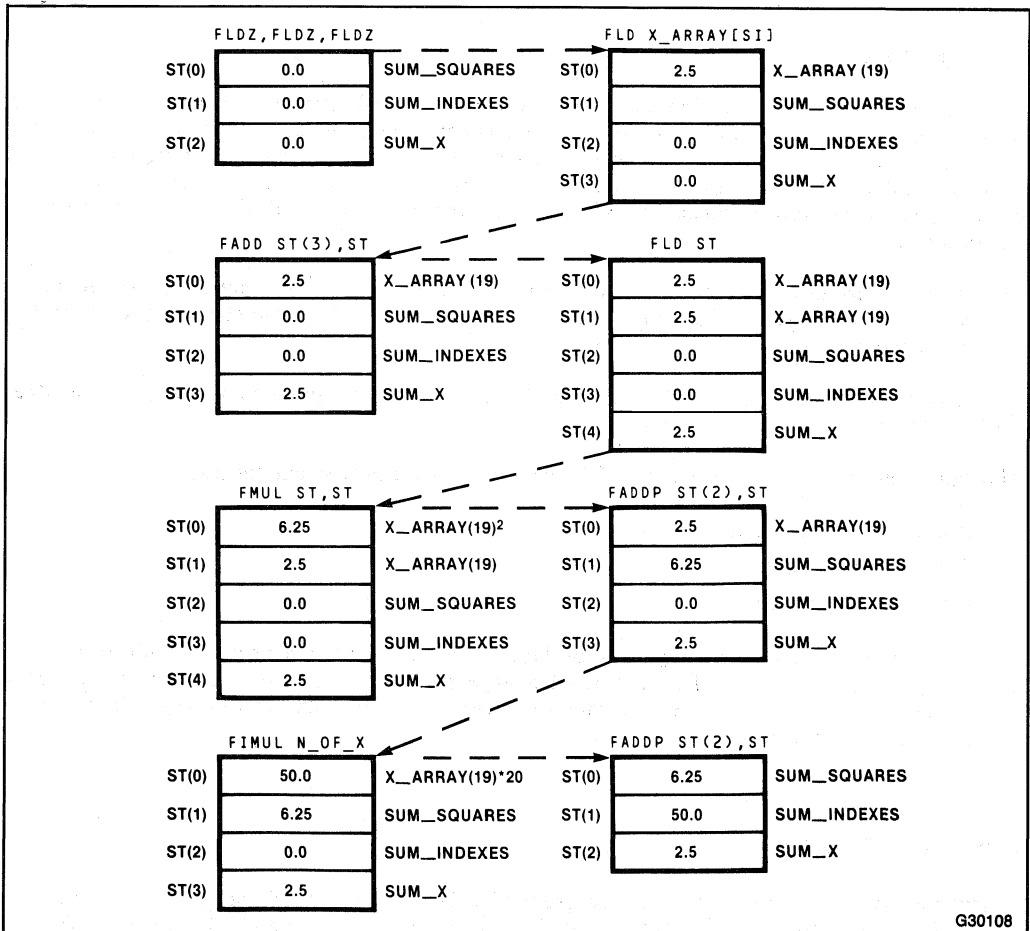 FLDZ,FLDZ,FLDZ
ST(0) 0.0 SUM_SQUARES
ST(1) 0.0 SUM_INDEXES
ST(2) 0.0 SUM_X
FLD X_ARRAY[SI]
ST(0) 2.5 X_ARRAY(19)
ST(1) SUM_SQUARES
ST(2) 0.0 SUM_INDEXES
ST(3) 0.0 SUM_X
FADD ST(3),ST
ST(0) 2.5 X_ARRAY(19)
ST(1) 0.0 SUM_SQUARES
ST(2) 0.0 SUM_INDEXES
ST(3) 2.5 SUM_X
FLD ST
ST(0) 2.5 X_ARRAY(19)
ST(1) 2.5 X_ARRAY(19)
ST(2) 0.0 SUM_SQUARES
ST(3) 0.0 SUM_INDEXES
ST(4) 2.5 SUM_X
FMUL ST,ST
ST(0) 6.25 X_ARRAY(19)²
ST(1) 2.5 X_ARRAY(19)
ST(2) 0.0 SUM_SQUARES
ST(3) 0.0 SUM_INDEXES
ST(4) 2.5 SUM_X
FADDP ST(2),ST
ST(0) 2.5 X_ARRAY(19)
ST(1) 6.25 SUM_SQUARES
ST(2) 0.0 SUM_INDEXES
ST(3) 2.5 SUM_X
FIMUL N_OF_X
ST(0) 50.0 X_ARRAY(19)*20
ST(1) 6.25 SUM_SQUARES
ST(2) 0.0 SUM_INDEXES
ST(3) 2.5 SUM_X
FADDP ST(2),ST
ST(0) 6.25 SUM_SQUARES
ST(1) 50.0 SUM_INDEXES
ST(2) 2.5 SUM_X
G30108